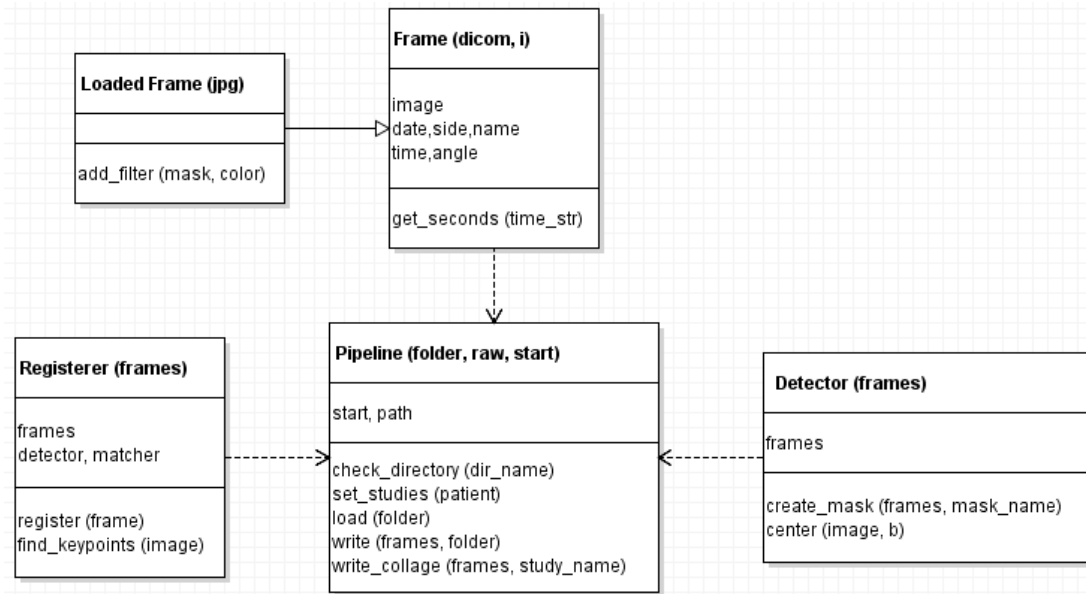 Loaded Frame (jpg)
add_filter (mask, color)
Frame (dicom, i)
image
date,side,name
time,angle
get_seconds (time_str)
Registerer (frames)
frames
detector, matcher
register (frame)
find_keypoints (image)
Pipeline (folder, raw, start)
start, path
check_directory (dir_name)
set_studies (patient)
load (folder)
write (frames, folder)
write_collage (frames, study_name)
Detector (frames)
frames
create_mask (frames, mask_name)
center (image, b)